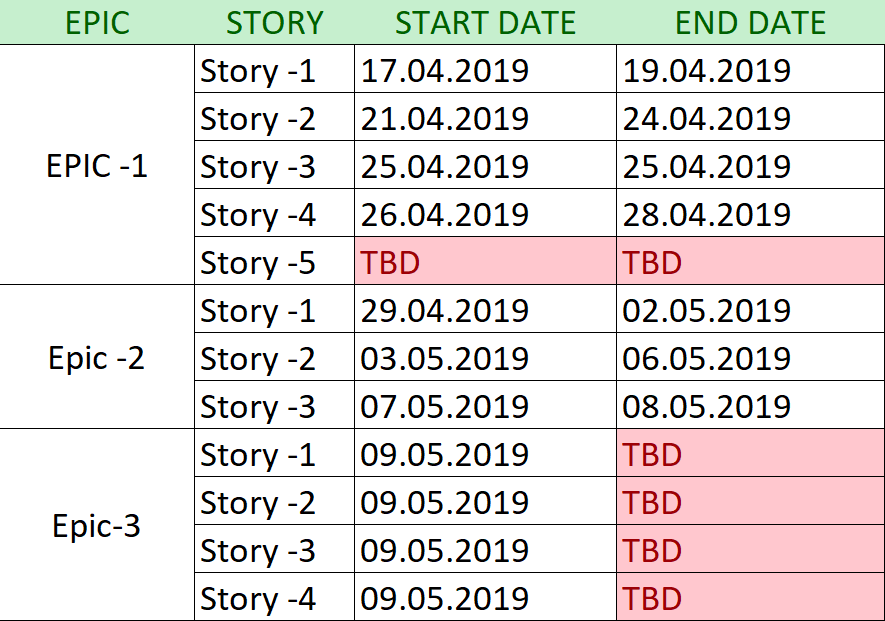 EPIC STORY START DATE END DATE
EPIC -1
Story -1 17.04.2019 19.04.2019
Story -2 21.04.2019 24.04.2019
Story -3 25.04.2019 25.04.2019
Story -4 26.04.2019 28.04.2019
Story -5 TBD TBD
Epic -2
Story -1 29.04.2019 02.05.2019
Story -2 03.05.2019 06.05.2019
Story -3 07.05.2019 08.05.2019
Epic-3
Story -1 09.05.2019 TBD
Story -2 09.05.2019 TBD
Story -3 09.05.2019 TBD
Story -4 09.05.2019 TBD